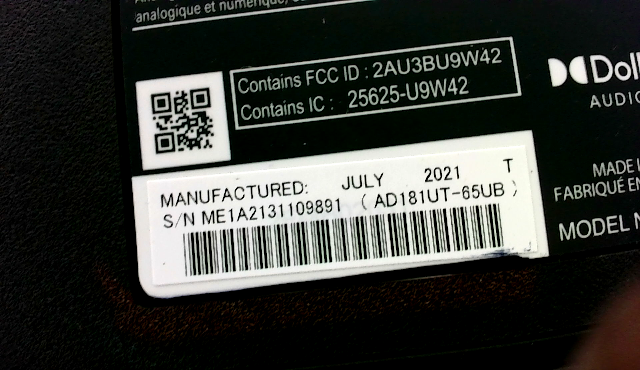 analogique et numérique,
Contains FCC ID : 2AU3BU9W42
Contains IC : 25625-U9W42
MANUFACTURED: JULY 2021 T
S/N ME1A2131109891 (AD181UT-65UB)
AUDIO
MADE
FABRIQUÉ EN
MODEL